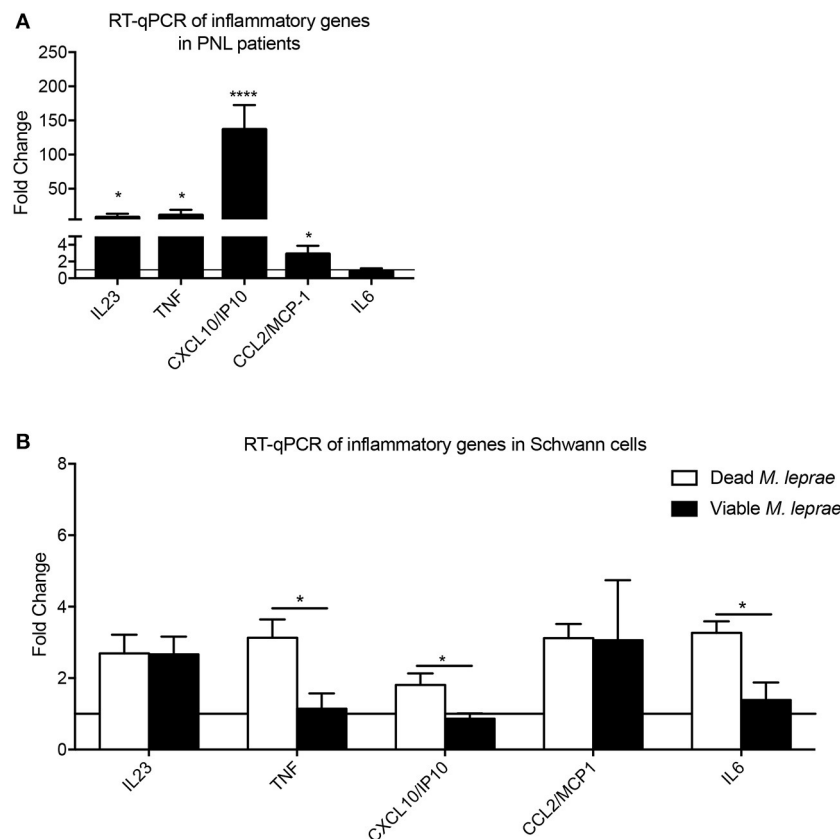 A
RT-qPCR of inflammatory genes
in PNL patients
Fold Change
250
200
150
100
50
4
2
0
*
*
****
*
IL23
TNF
CXCL10/IP10
CCL2/MCP-1
IL6
B
RT-qPCR of inflammatory genes in Schwann cells
Dead M. leprae
Viable M. leprae
Fold Change
8
6
4
2
0
*
*
*
IL23
TNF
CXCL10/IP10
CCL2/MCP1
IL6